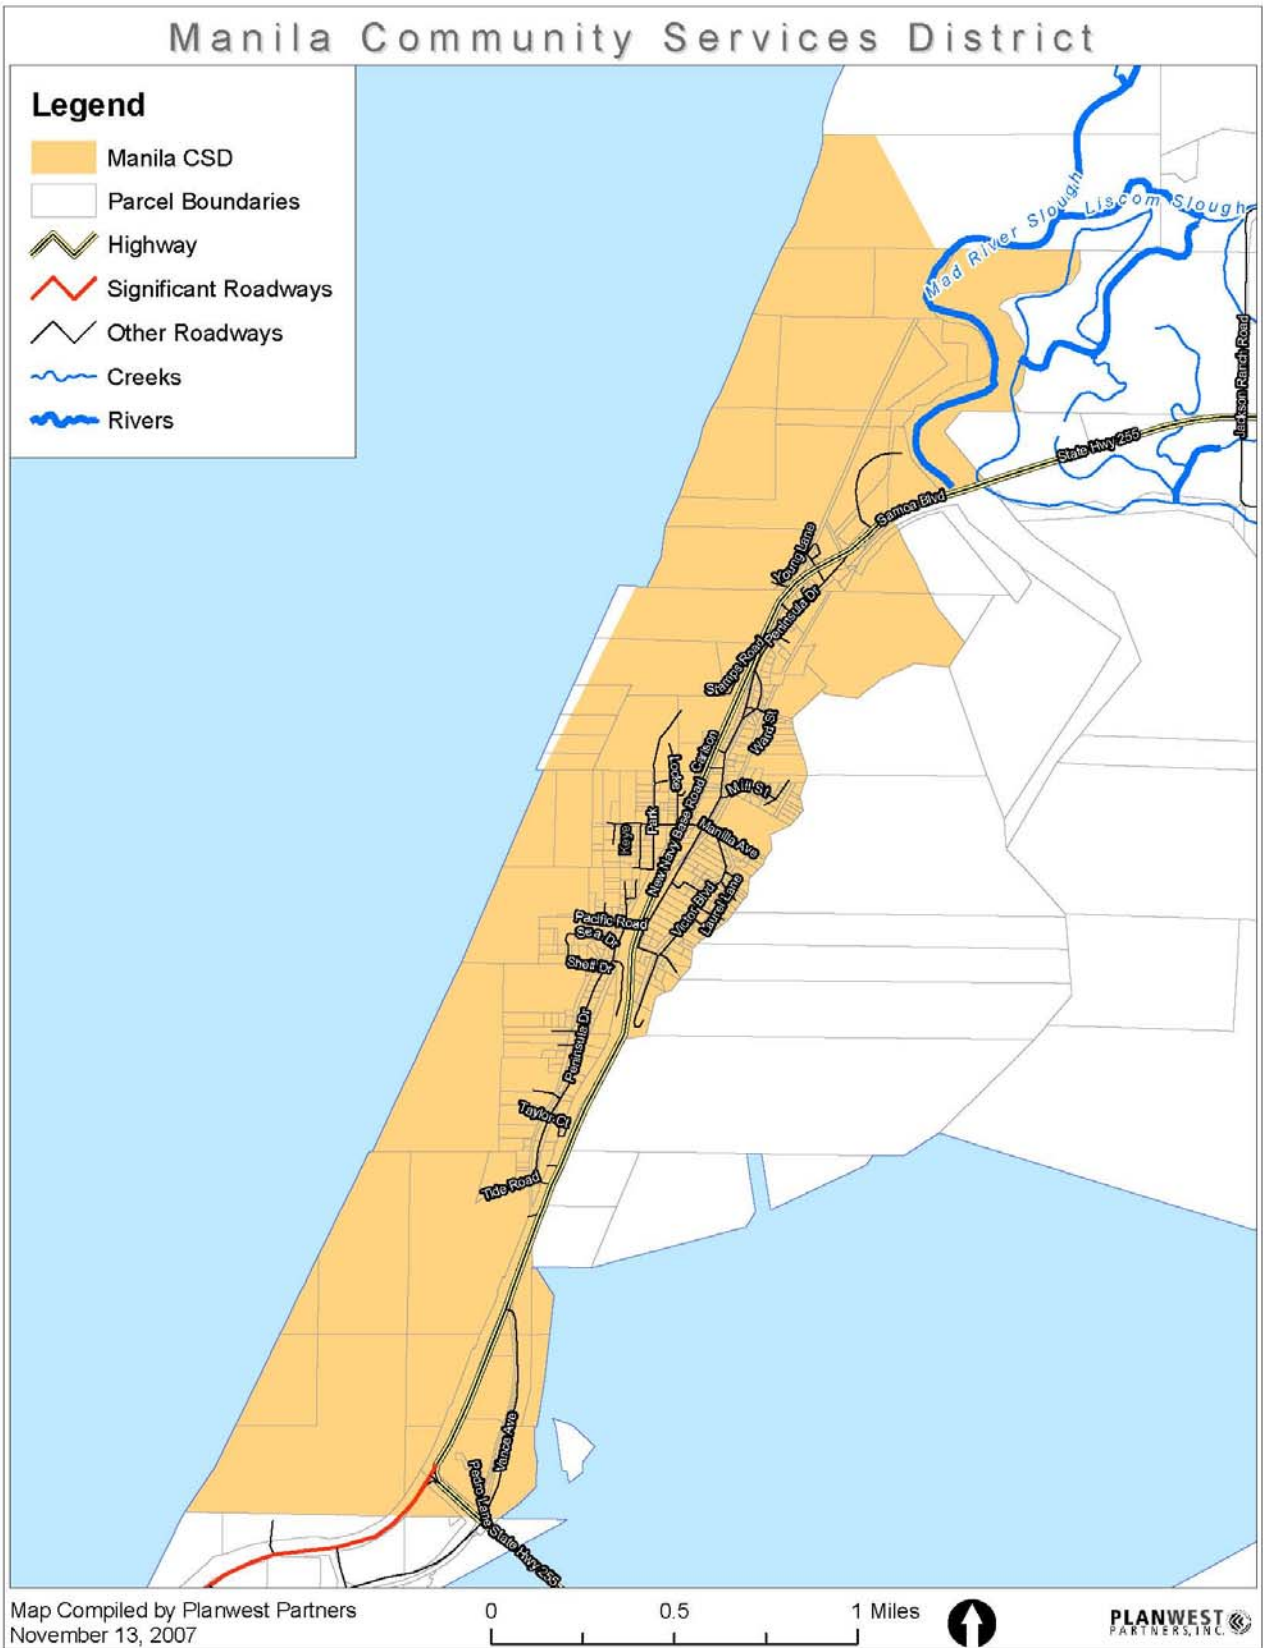 Manila Community Services District
Legend
Manila CSD
Parcel Boundaries
Highway
Significant Roadways
Other Roadways
Creeks
Rivers
Mad River Slough
Liscom Slough
Jackson Ranch Road
State Hwy 255
Samoa Blvd
Young Lane
Peninsula Dr
Stamps Road
Ward St
Carlson
Lodke
Mill St
Park
Keye
New Navy Base Road
Manila Ave
Victor Blvd
Laurel Lane
Pacific Road
Sea Dr
Shell Dr
Peninsula Dr
Taylor Ct
Tide Road
Vance Ave
Pedro Lane
State Hwy 255
Map Compiled by Planwest Partners
November 13, 2007
0 0.5 1 Miles
PLANWEST
PARTNERS, INC.